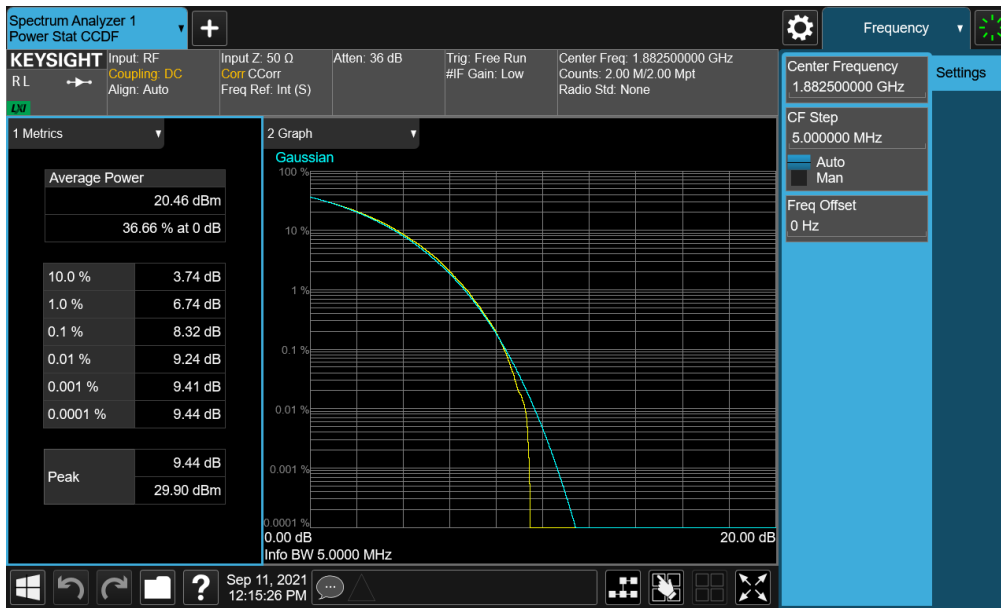 Spectrum Analyzer 1
Power Stat CCDF
+
Frequency
KEYSIGHT
RL
LXI
Input: RF
Coupling: DC
Align: Auto
Input Z: 50 Ω
Corr CCorr
Freq Ref: Int (S)
Atten: 36 dB
Trig: Free Run
#IF Gain: Low
Center Freq: 1.882500000 GHz
Counts: 2.00 M/2.00 Mpt
Radio Std: None
Center Frequency
1.882500000 GHz
Settings
CF Step
5.000000 MHz
Auto
Man
Freq Offset
0 Hz
1 Metrics
Average Power
20.46 dBm
36.66 % at 0 dB
10.0 % 3.74 dB
1.0 % 6.74 dB
0.1 % 8.32 dB
0.01 % 9.24 dB
0.001 % 9.41 dB
0.0001 % 9.44 dB
Peak
9.44 dB
29.90 dBm
2 Graph
Gaussian
100 %
10 %
1 %
0.1 %
0.01 %
0.001 %
0.0001 %
0.00 dB 20.00 dB
Info BW 5.0000 MHz
?
Sep 11, 2021
12:15:26 PM